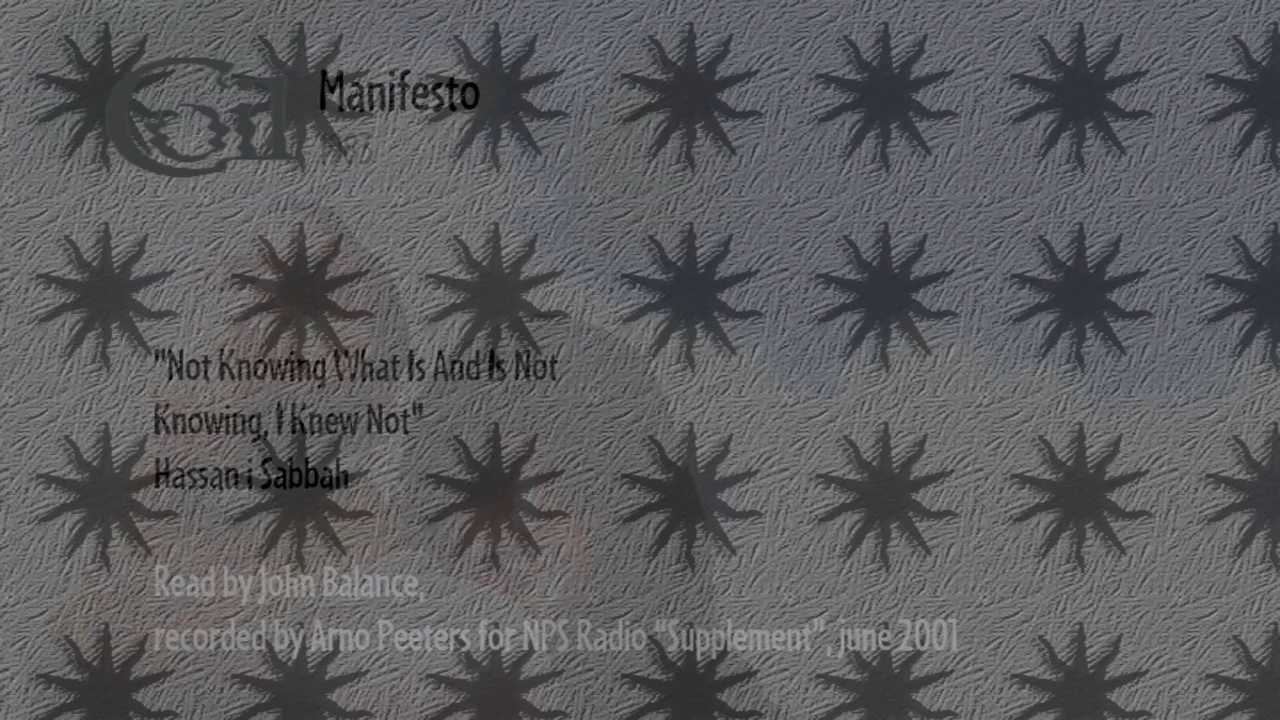 Coil Manifesto
"Not Knowing What Is And Is Not
Knowing, I Knew Not"
Hassan i Sabbah
Read by John Balance,
recorded by Arno Peeters for NPS Radio “Supplement”, june 2001